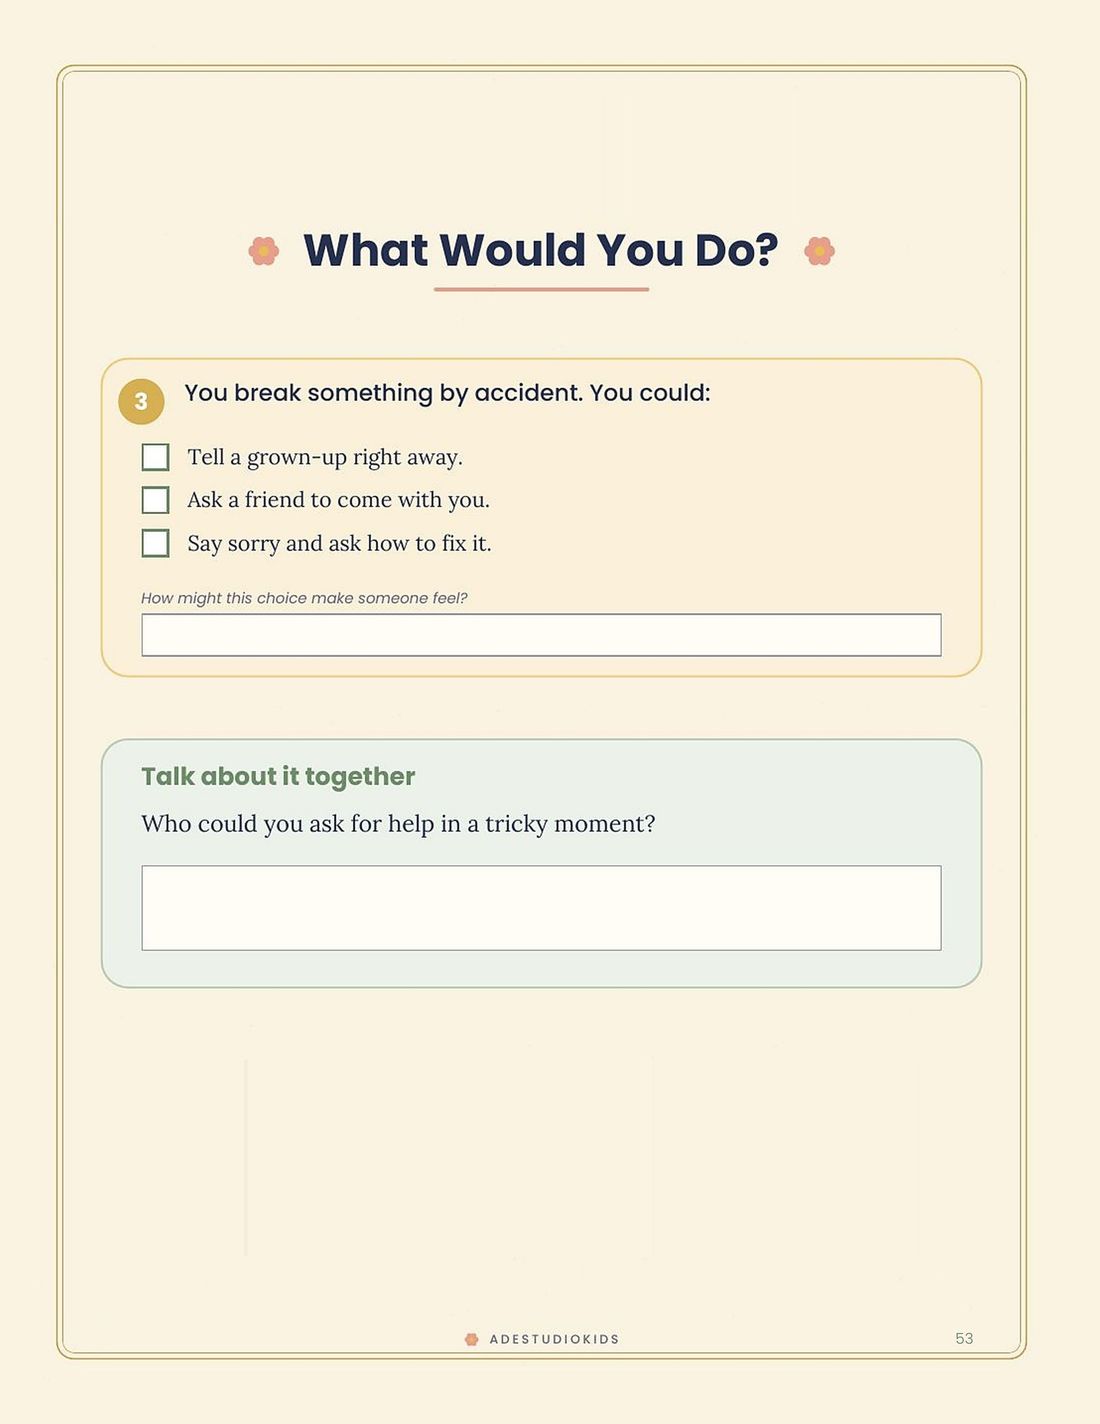 What Would You Do?
3
You break something by accident. You could:
Tell a grown-up right away.
Ask a friend to come with you.
Say sorry and ask how to fix it.
How might this choice make someone feel?
Talk about it together
Who could you ask for help in a tricky moment?
ADESTUDIOKIDS
53